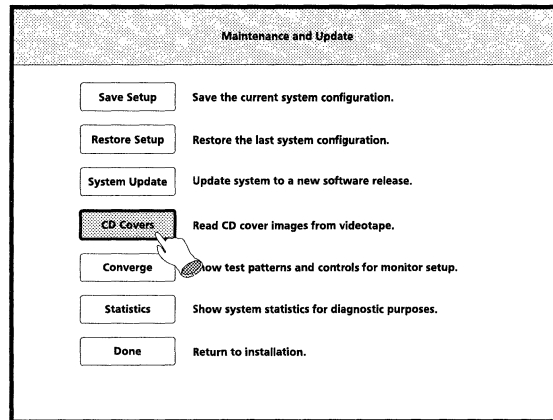 Maintenance and Update
Save Setup Save the current system configuration.
Restore Setup Restore the last system configuration.
System Update Update system to a new software release.
CD Covers Read CD cover images from videotape.
Converge how test patterns and controls for monitor setup.
Statistics Show system statistics for diagnostic purposes.
Done Return to installation.